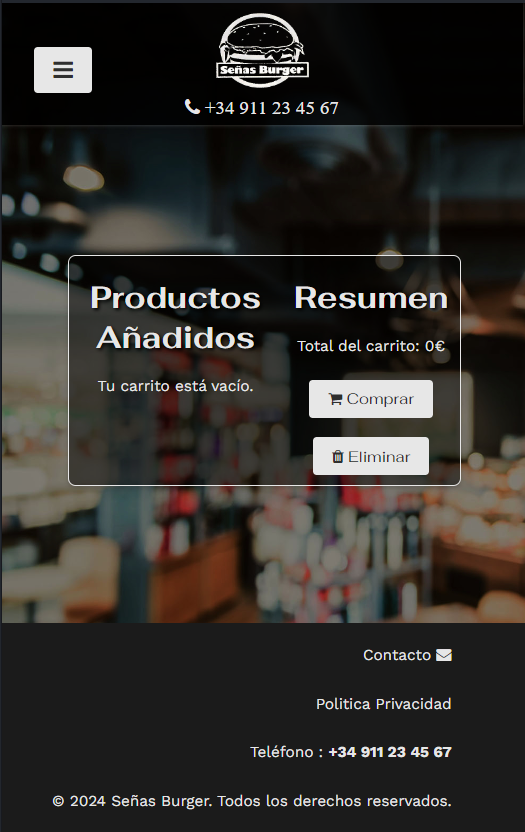 Señas Burger
+34 911 23 45 67
Productos
Añadidos
Tu carrito está vacío.
Resumen
Total del carrito: 0€
Comprar
Eliminar
Contacto
Politica Privacidad
Teléfono : +34 911 23 45 67
© 2024 Señas Burger. Todos los derechos reservados.